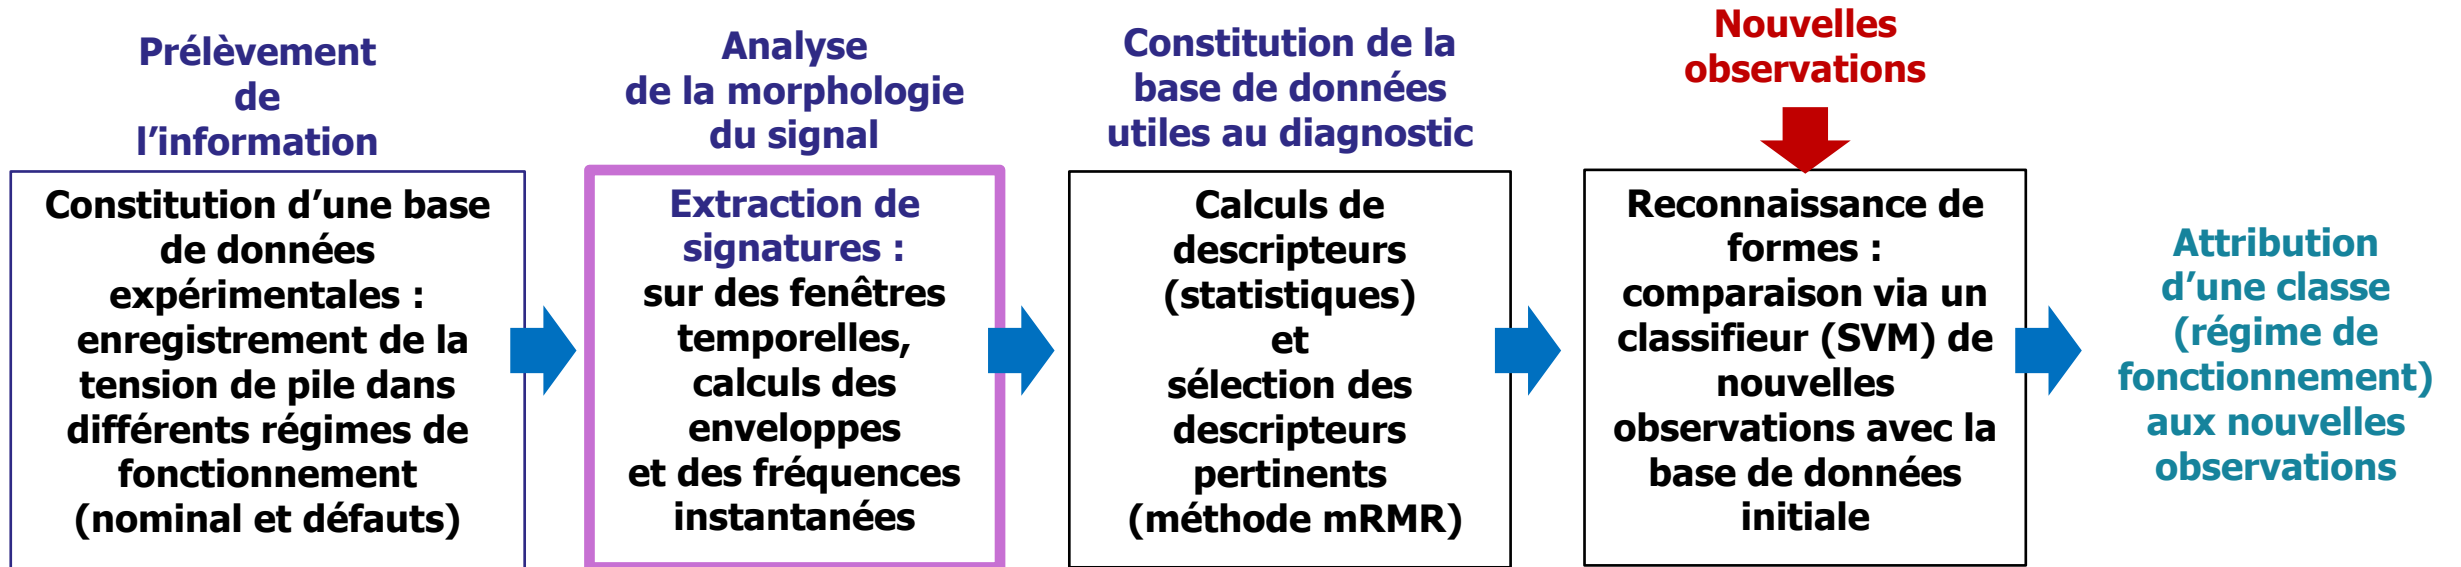 Prélèvement
de
l’information
Constitution d’une base
de données
expérimentales :
enregistrement de la
tension de pile dans
différents régimes de
fonctionnement
(nominal et défauts)
Analyse
de la morphologie
du signal
Extraction de
signatures :
sur des fenêtres
temporelles,
calculs des
enveloppes
et des fréquences
instantanées
Constitution de la
base de données
utiles au diagnostic
Calculs de
descripteurs
(statistiques)
et
sélection des
descripteurs
pertinents
(méthode mRMR)
Nouvelles
observations
Reconnaissance de
formes :
comparaison via un
classifieur (SVM) de
nouvelles
observations avec la
base de données
initiale
Attribution
d’une classe
(régime de
fonctionnement)
aux nouvelles
observations